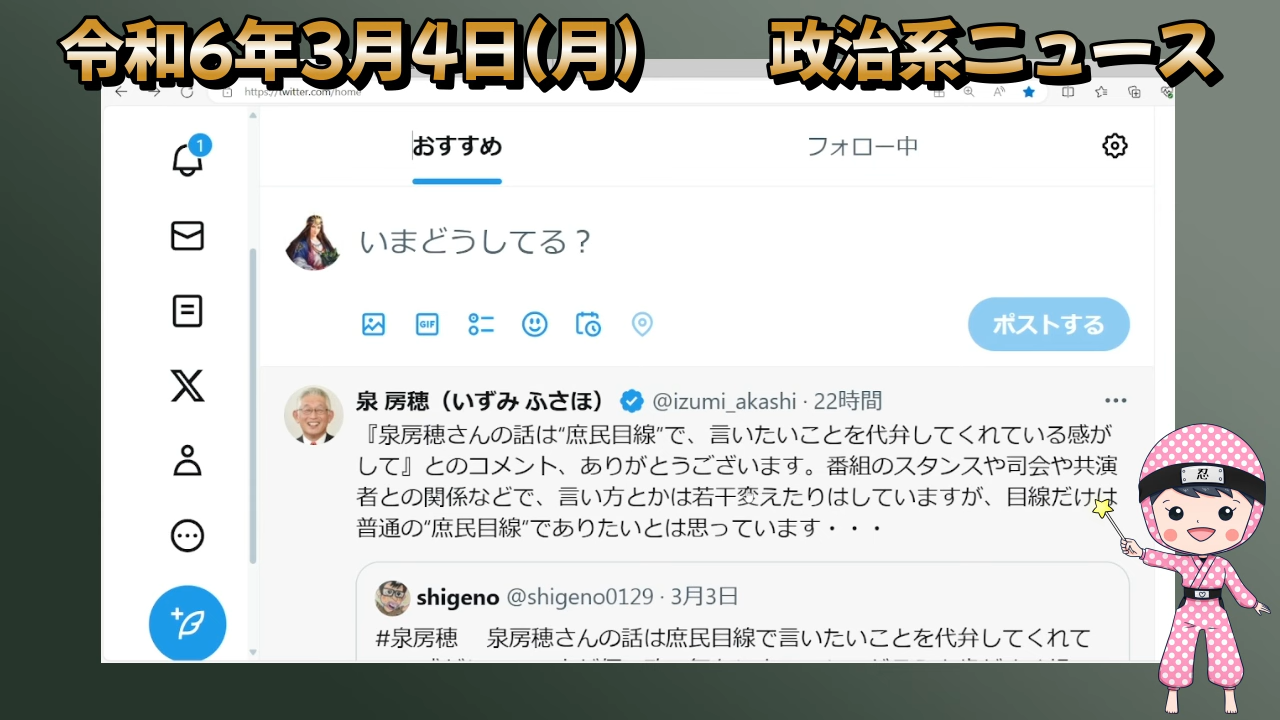 令和6年3月4日(月) 政治系ニュース
https://twitter.com/home
1
おすすめ フォロー中
いまどうしてる？
GIF
ポストする
泉 房穂（いずみ ふさほ） @izumi_akashi · 22時間
『泉房穂さんの話は“庶民目線”で、言いたいことを代弁してくれている感が
して』とのコメント、ありがとうございます。番組のスタンスや司会や共演
者との関係などで、言い方とかは若干変えたりはしていますが、目線だけは
普通の“庶民目線”でありたいとは思っています・・・
忍
shigeno @shigeno0129 · 3月3日
#泉房穂 泉房穂さんの話は庶民目線で言いたいことを代弁してくれて